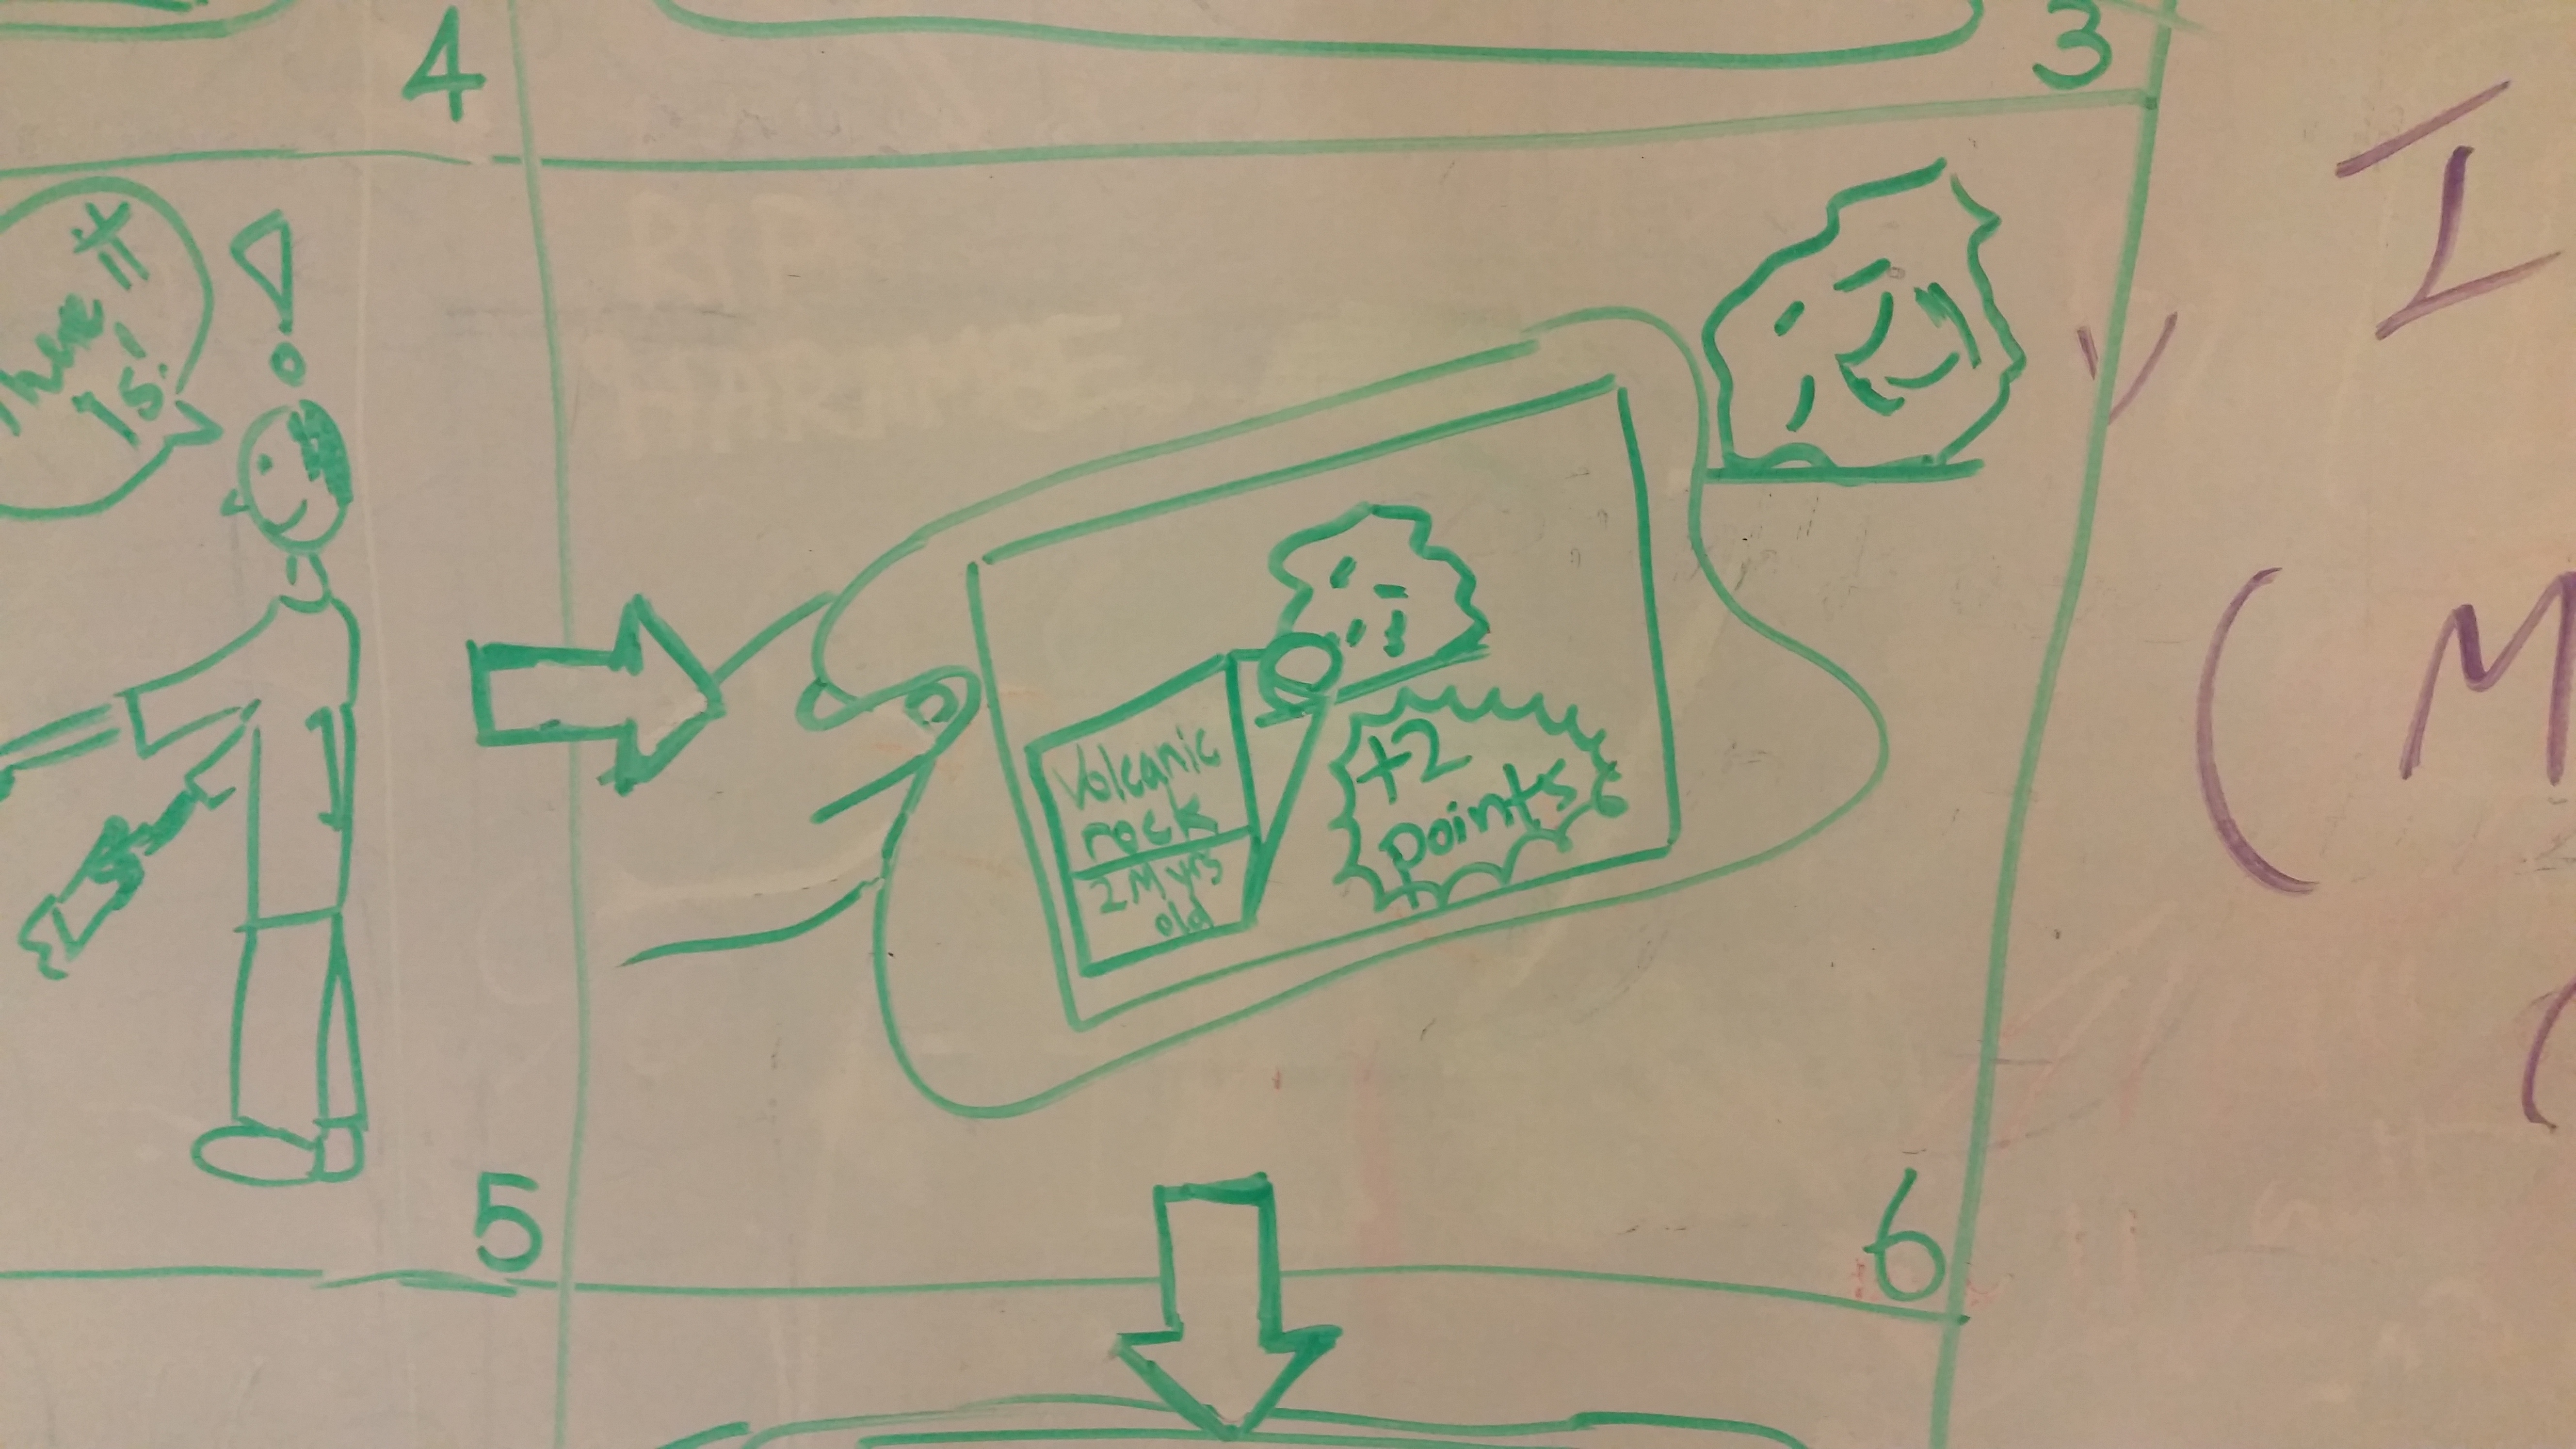 4
3
there it
Is!
Volcanic
rock
2M yrs
old
+2
points
5
6
I
(M